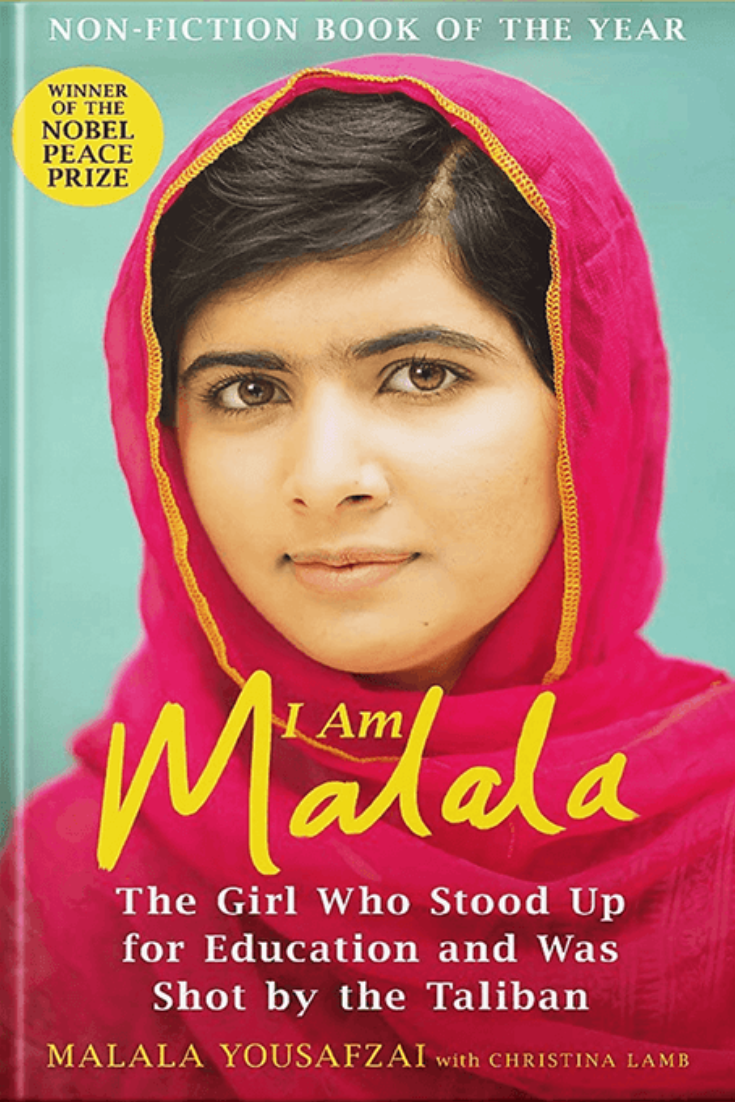 NON-FICTION BOOK OF THE YEAR
WINNER
OF THE
NOBEL
PEACE
PRIZE
I Am
Malala
The Girl Who Stood Up
for Education and Was
Shot by the Taliban
MALALA YOUSAFZAI with CHRISTINA LAMB